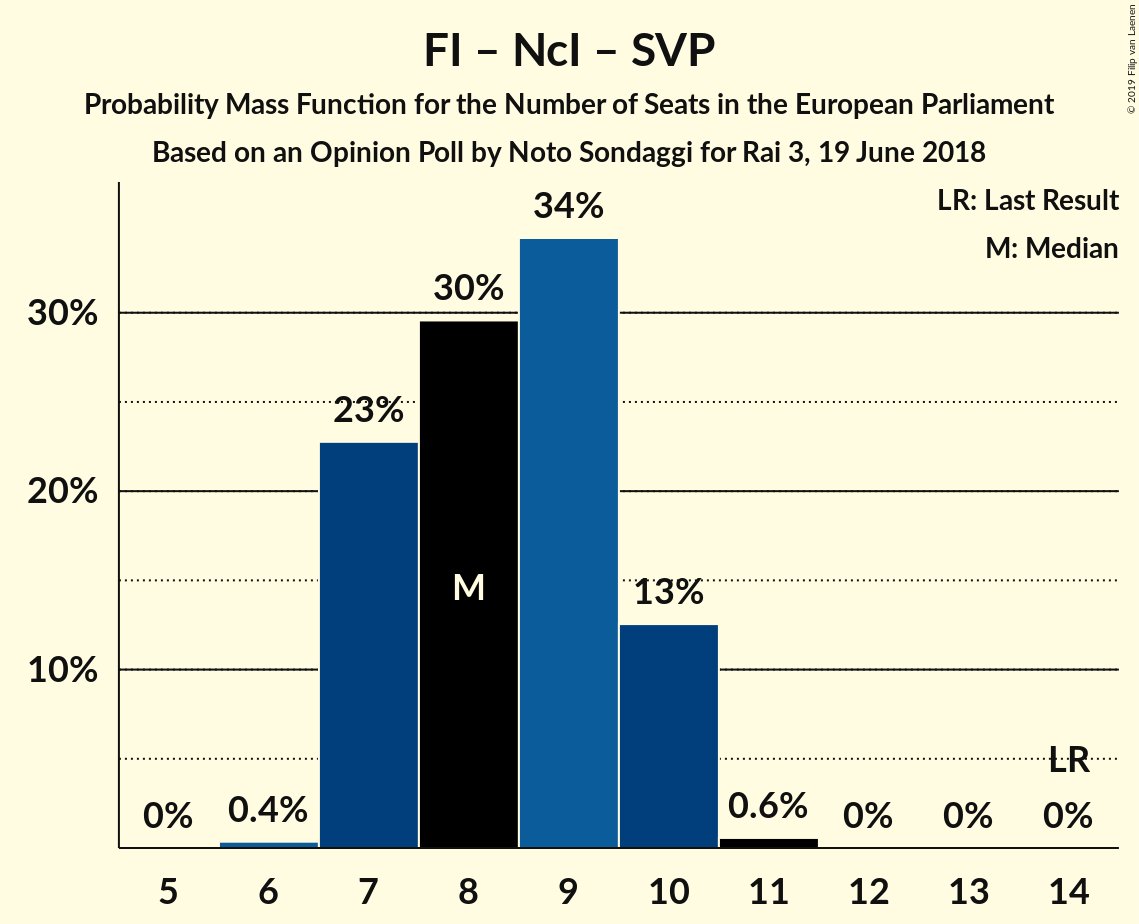 FI – NcI – SVP
Probability Mass Function for the Number of Seats in the European Parliament
Based on an Opinion Poll by Noto Sondaggi for Rai 3, 19 June 2018
© 2019 Filip van Laenen
LR: Last Result
M: Median
34%
30%
30%
23%
20%
M
13%
10%
LR
0%
0.4%
0.6%
0%
0%
0%
5 6 7 8 9 10 11 12 13 14